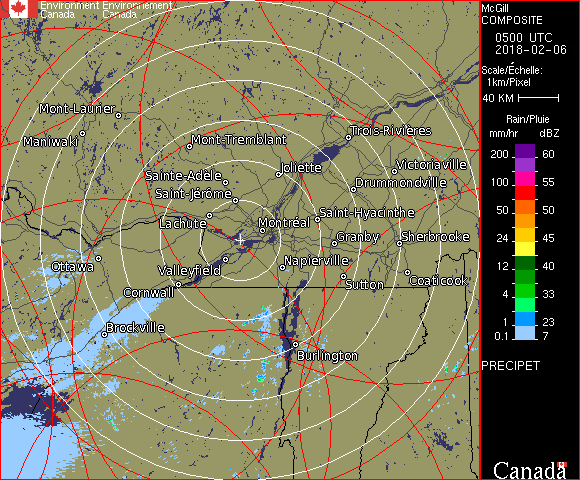 Environment Environnement
Canada Canada
McGill
COMPOSITE
0500 UTC
2018-02-06
Scale/Échelle:
1km/Pixel
40 KM
Rain/Pluie
mm/hr dBZ
200 60
100 55
50 50
24 45
12 40
4 33
1 23
0.1 7
PRECIPET
Canada
Mont-Laurier
Maniwaki
Mont-Tremblant
Trois-Rivières
Joliette
Victoriaville
Sainte-Adèle
Drummondville
Saint-Jérôme
Lachute
Saint-Hyacinthe
Montréal
Granby
Sherbrooke
Ottawa
Valleyfield
Napierville
Sutton
Coaticook
Cornwall
Brockville
Burlington